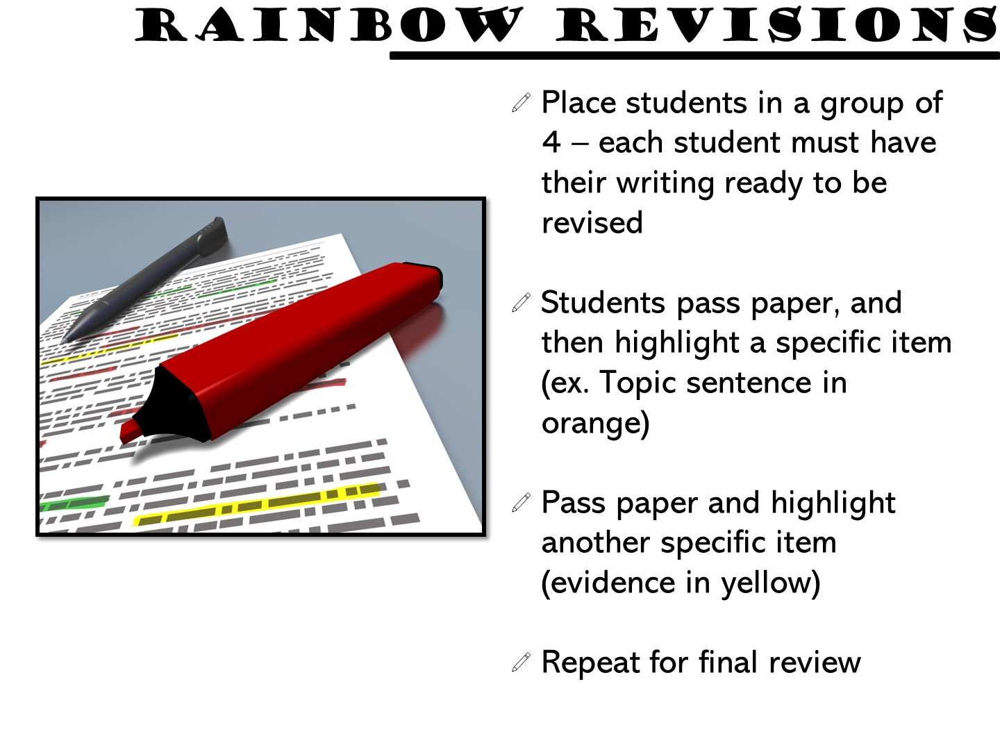 RAINBOW REVISIONS
Place students in a group of
4 – each student must have
their writing ready to be
revised
Students pass paper, and
then highlight a specific item
(ex. Topic sentence in
orange)
Pass paper and highlight
another specific item
(evidence in yellow)
Repeat for final review